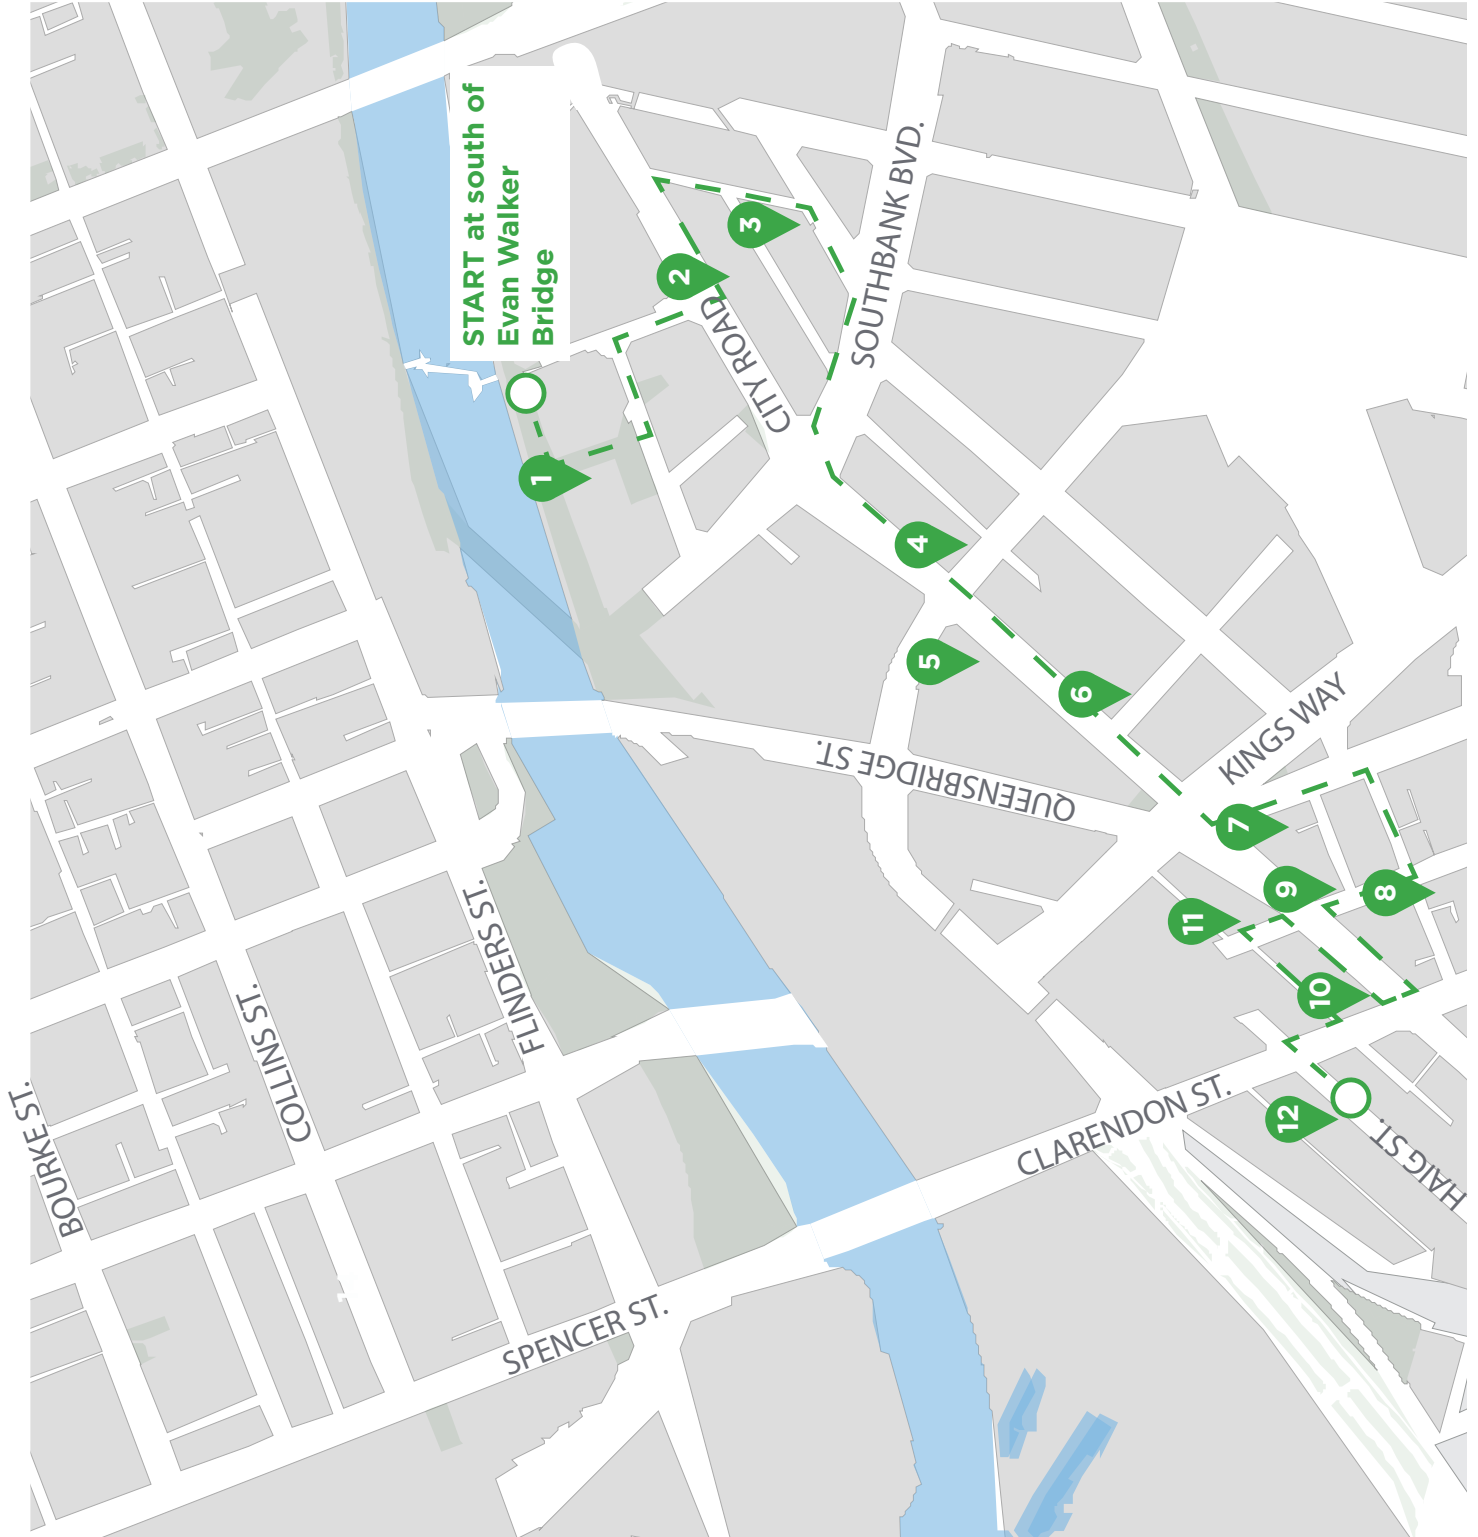 START at south of
Evan Walker
Bridge
1
2
3
4
5
6
7
8
9
10
11
12
CITY ROAD
SOUTHBANK BVD.
QUEENSBRIDGE ST.
KINGS WAY
CLARENDON ST.
HAIG ST.
SPENCER ST.
FLINDERS ST.
COLLINS ST.
BOURKE ST.